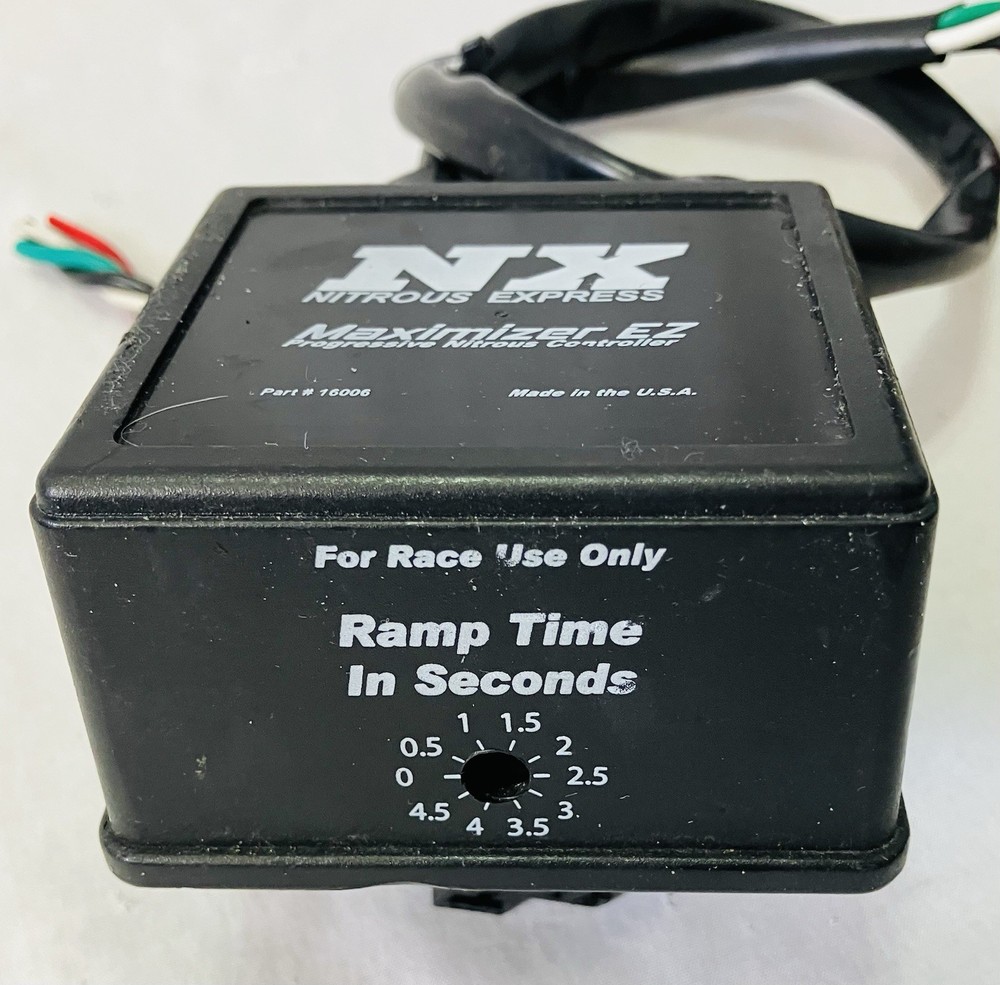 NX
NITROUS EXPRESS
Maximizer EZ
Progressive Nitrous Controller
Part # 16006 Made in the U.S.A.
For Race Use Only
Ramp Time
In Seconds
1 1.5
0.5 2
0 2.5
4.5 3
4 3.5